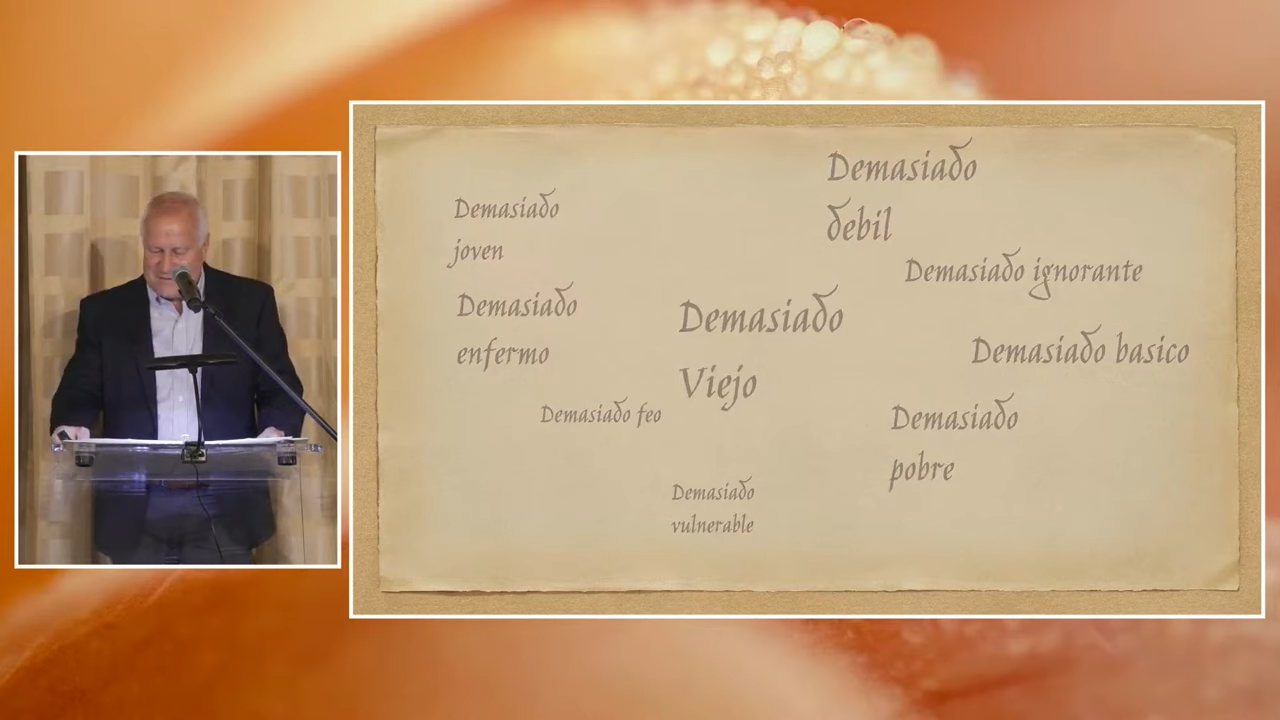 Demasiado
joven
Demasiado
enfermo
Demasiado feo
Demasiado
Viejo
Demasiado
vulnerable
Demasiado
debil
Demasiado ignorante
Demasiado basico
Demasiado
pobre